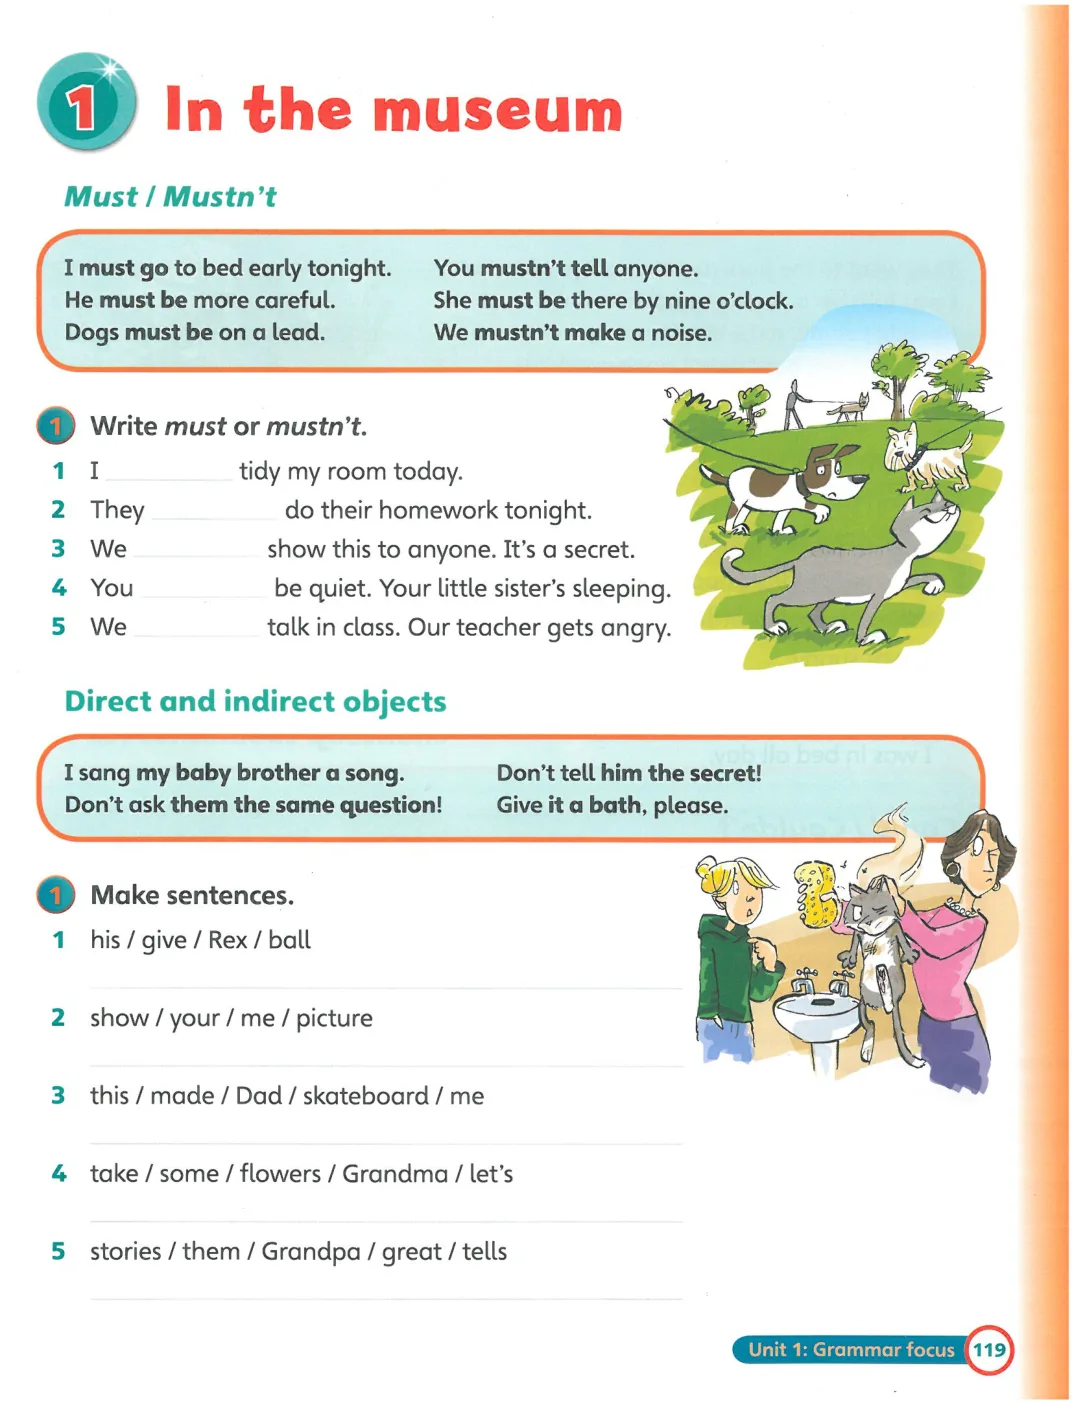 1 In the museum
Must / Mustn't
I must go to bed early tonight.
He must be more careful.
Dogs must be on a lead.
You mustn't tell anyone.
She must be there by nine o'clock.
We mustn't make a noise.
1 Write must or mustn't.
1 I ____ tidy my room today.
2 They ____ do their homework tonight.
3 We ____ show this to anyone. It's a secret.
4 You ____ be quiet. Your little sister's sleeping.
5 We ____ talk in class. Our teacher gets angry.
Direct and indirect objects
I sang my baby brother a song.
Don't ask them the same question!
Don't tell him the secret!
Give it a bath, please.
1 Make sentences.
1 his / give / Rex / ball
2 show / your / me / picture
3 this / made / Dad / skateboard / me
4 take / some / flowers / Grandma / let's
5 stories / them / Grandpa / great / tells
Unit 1: Grammar focus 119